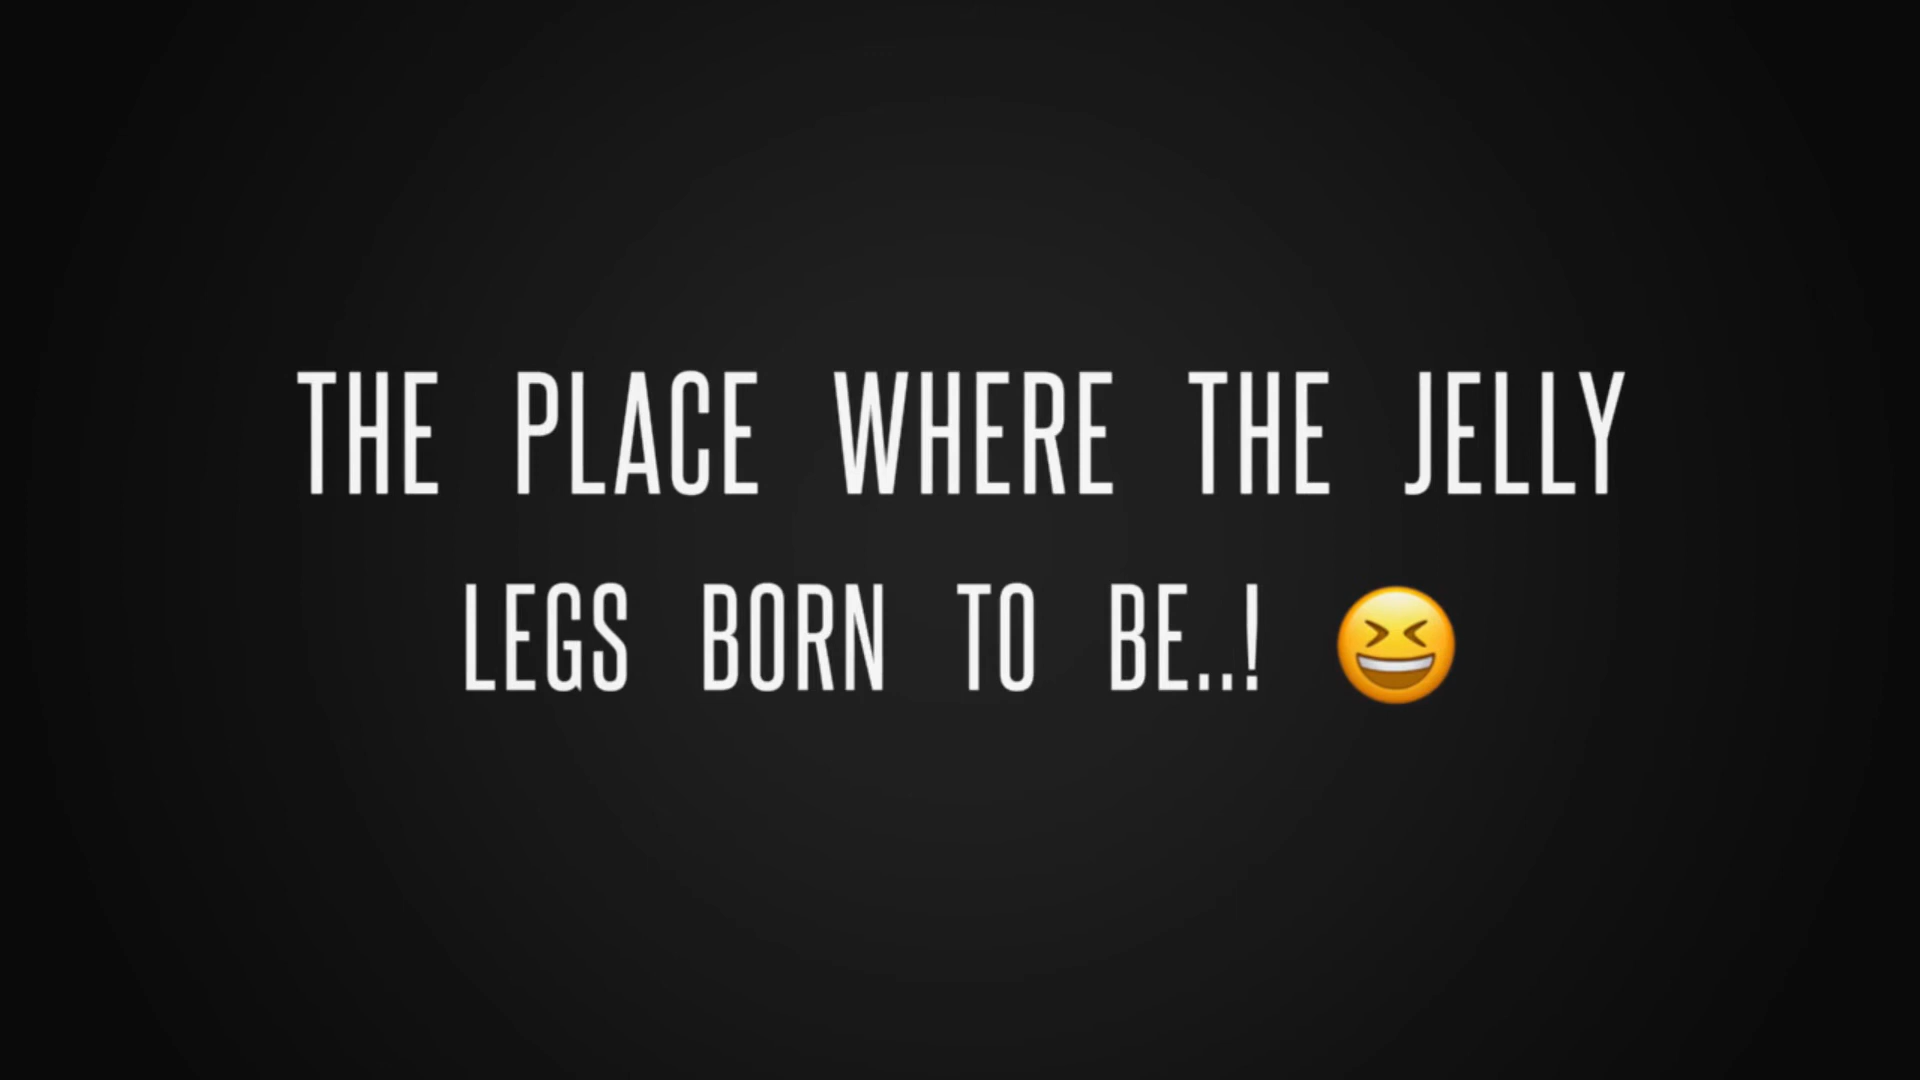 THE PLACE WHERE THE JELLY
LEGS BORN TO BE..! 😆